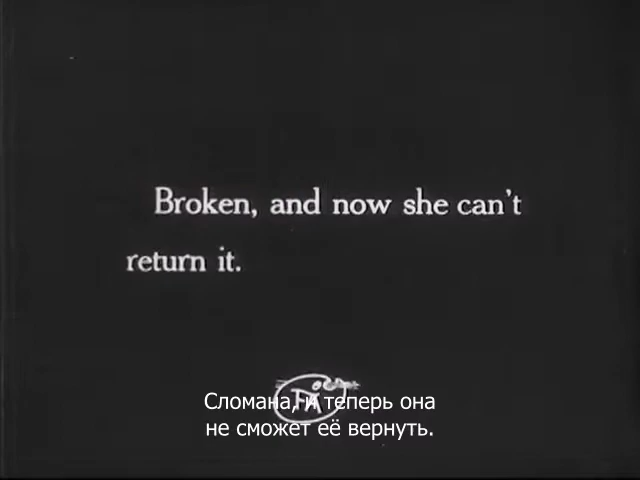 Broken, and now she can't
return it.
Сломана, и теперь она
не сможет её вернуть.